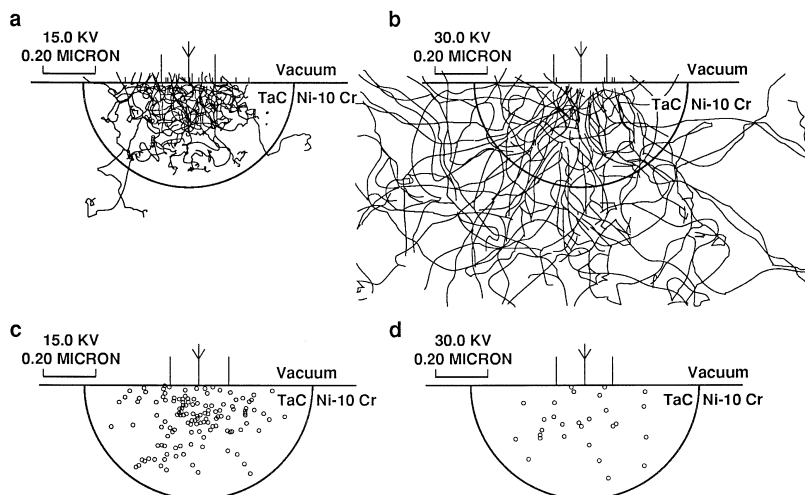 a
15.0 KV
0.20 MICRON
Vacuum
TaC Ni-10 Cr
b
30.0 KV
0.20 MICRON
Vacuum
TaC Ni-10 Cr
c
15.0 KV
0.20 MICRON
Vacuum
TaC Ni-10 Cr
d
30.0 KV
0.20 MICRON
Vacuum
TaC Ni-10 Cr